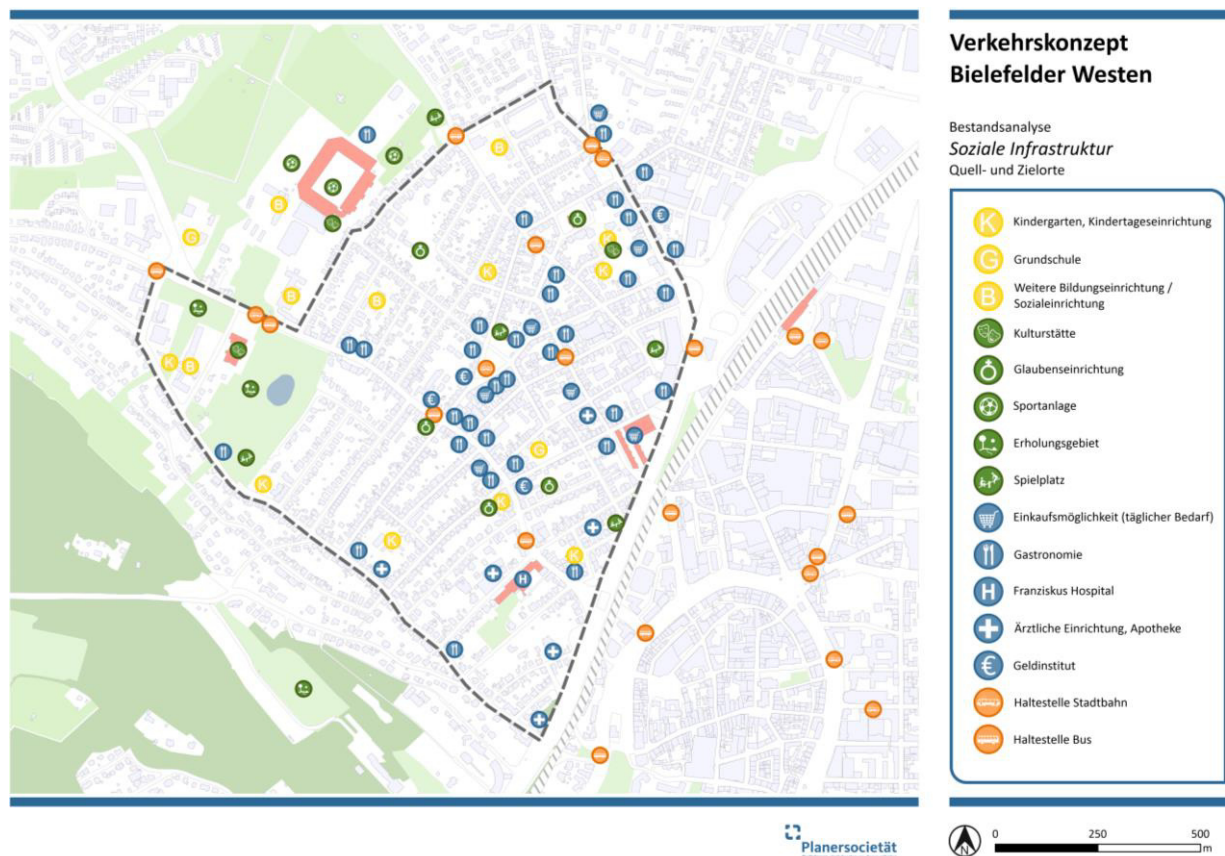 Verkehrskonzept
Bielefelder Westen
Bestandsanalyse
Soziale Infrastruktur
Quell- und Zielorte
K Kindergarten, Kindertageseinrichtung
G Grundschule
B Weitere Bildungseinrichtung /
Sozialeinrichtung
Kulturstätte
Glaubenseinrichtung
Sportanlage
Erholungsgebiet
Spielplatz
Einkaufsmöglichkeit (täglicher Bedarf)
Gastronomie
H Franziskus Hospital
Ärztliche Einrichtung, Apotheke
€ Geldinstitut
Haltestelle Stadtbahn
Haltestelle Bus
Planersocietät
N 0 250 500
m